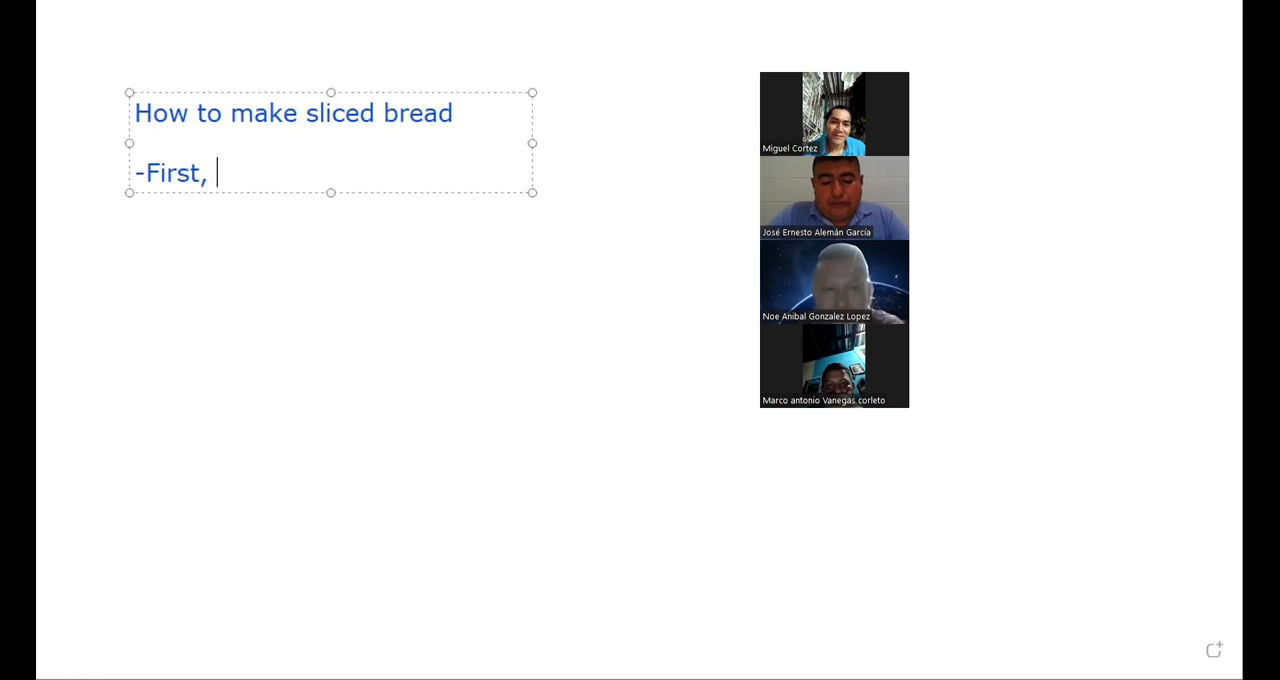 How to make sliced bread
-First,
Miguel Cortez
José Ernesto Alemán García
Noe Anibal Gonzalez Lopez
Marco antonio Vanegas corleto